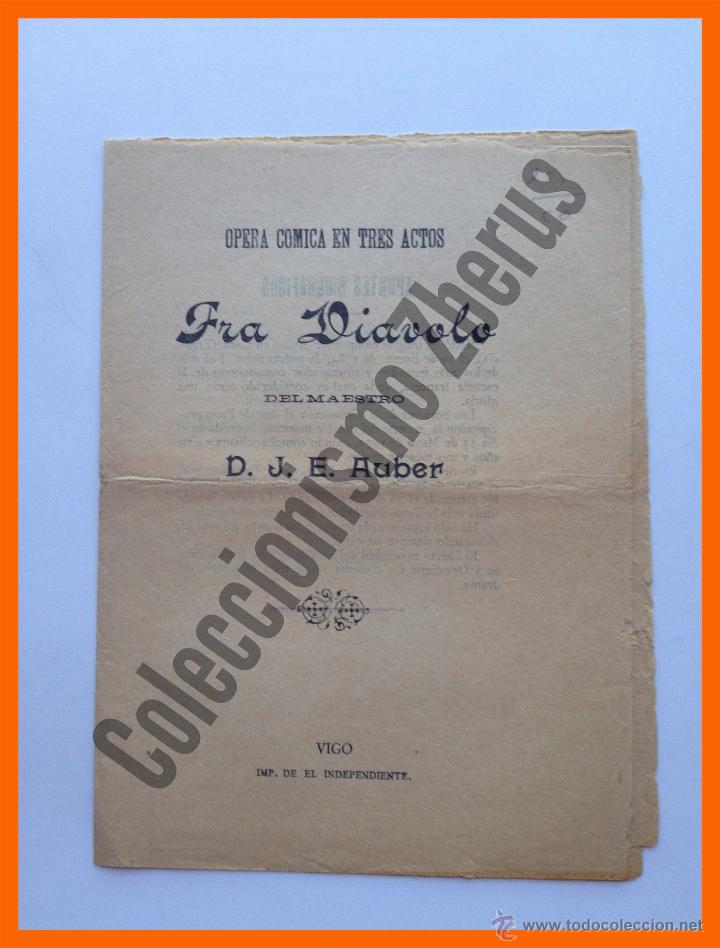 OPERA COMICA EN TRES ACTOS
Fra Diavolo
DEL MAESTRO
D. J. E. Auber
VIGO
IMP. DE EL INDEPENDIENTE.
Coleccionismo Zberus
www.todocoleccion.net